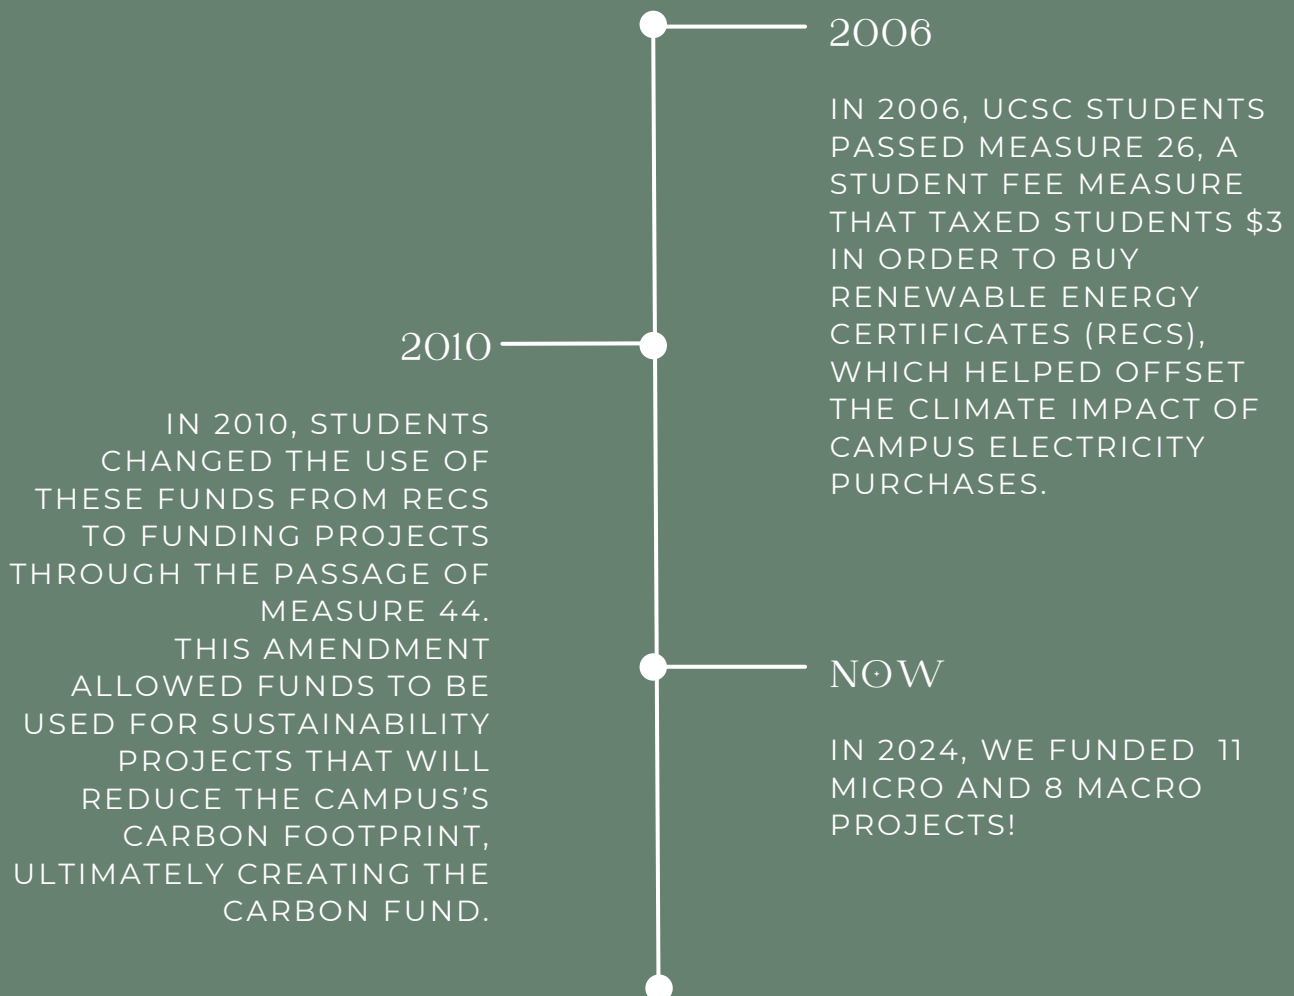 2006
IN 2006, UCSC STUDENTS
PASSED MEASURE 26, A
STUDENT FEE MEASURE
THAT TAXED STUDENTS $3
IN ORDER TO BUY
RENEWABLE ENERGY
CERTIFICATES (RECS),
WHICH HELPED OFFSET
THE CLIMATE IMPACT OF
CAMPUS ELECTRICITY
PURCHASES.
2010
IN 2010, STUDENTS
CHANGED THE USE OF
THESE FUNDS FROM RECS
TO FUNDING PROJECTS
THROUGH THE PASSAGE OF
MEASURE 44.
THIS AMENDMENT
ALLOWED FUNDS TO BE
USED FOR SUSTAINABILITY
PROJECTS THAT WILL
REDUCE THE CAMPUS’S
CARBON FOOTPRINT,
ULTIMATELY CREATING THE
CARBON FUND.
NOW
IN 2024, WE FUNDED  11
MICRO AND 8 MACRO
PROJECTS!